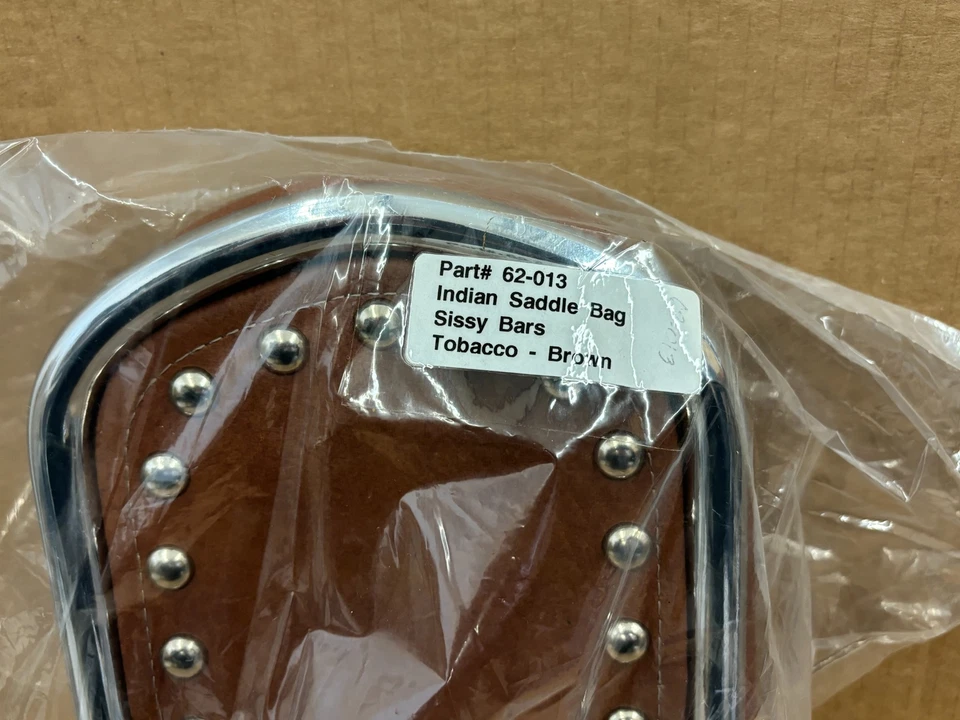 Part# 62-013
Indian Saddle Bag
Sissy Bars
Tobacco - Brown